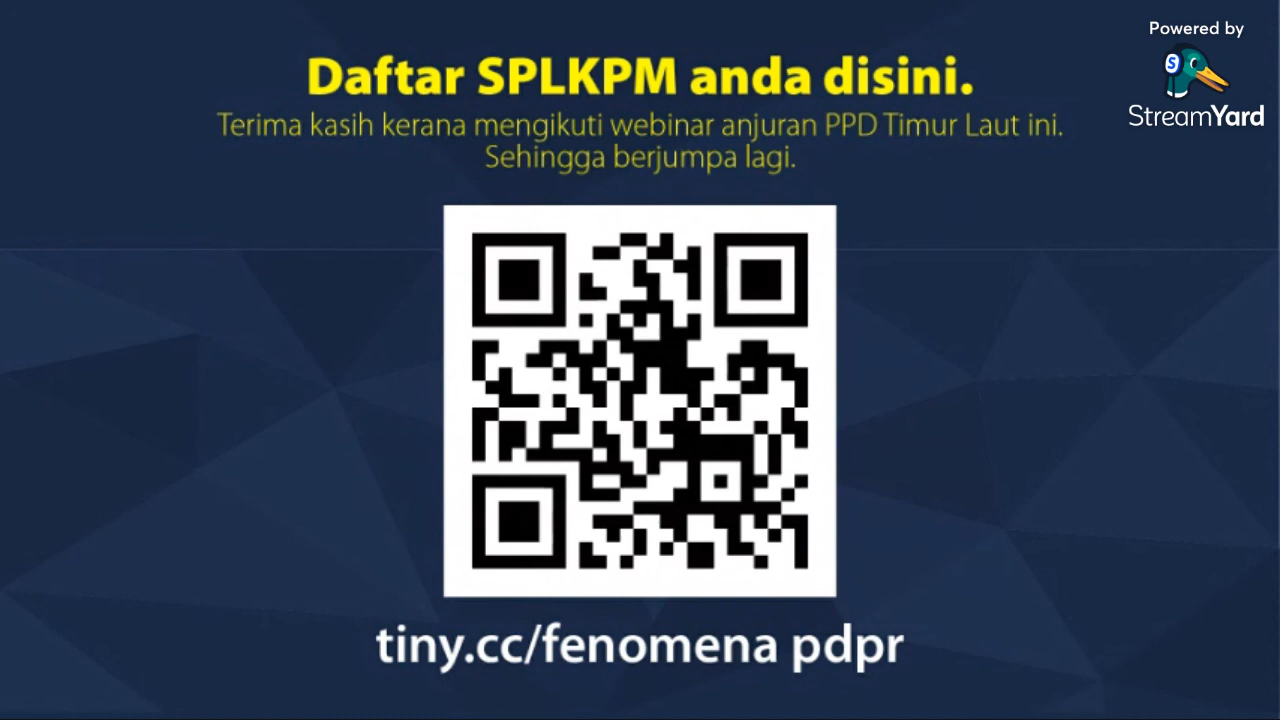 Powered by
StreamYard
Daftar SPLKPM anda disini.
Terima kasih kerana mengikuti webinar anjuran PPD Timur Laut ini.
Sehingga berjumpa lagi.
tiny.cc/fenomena pdpr